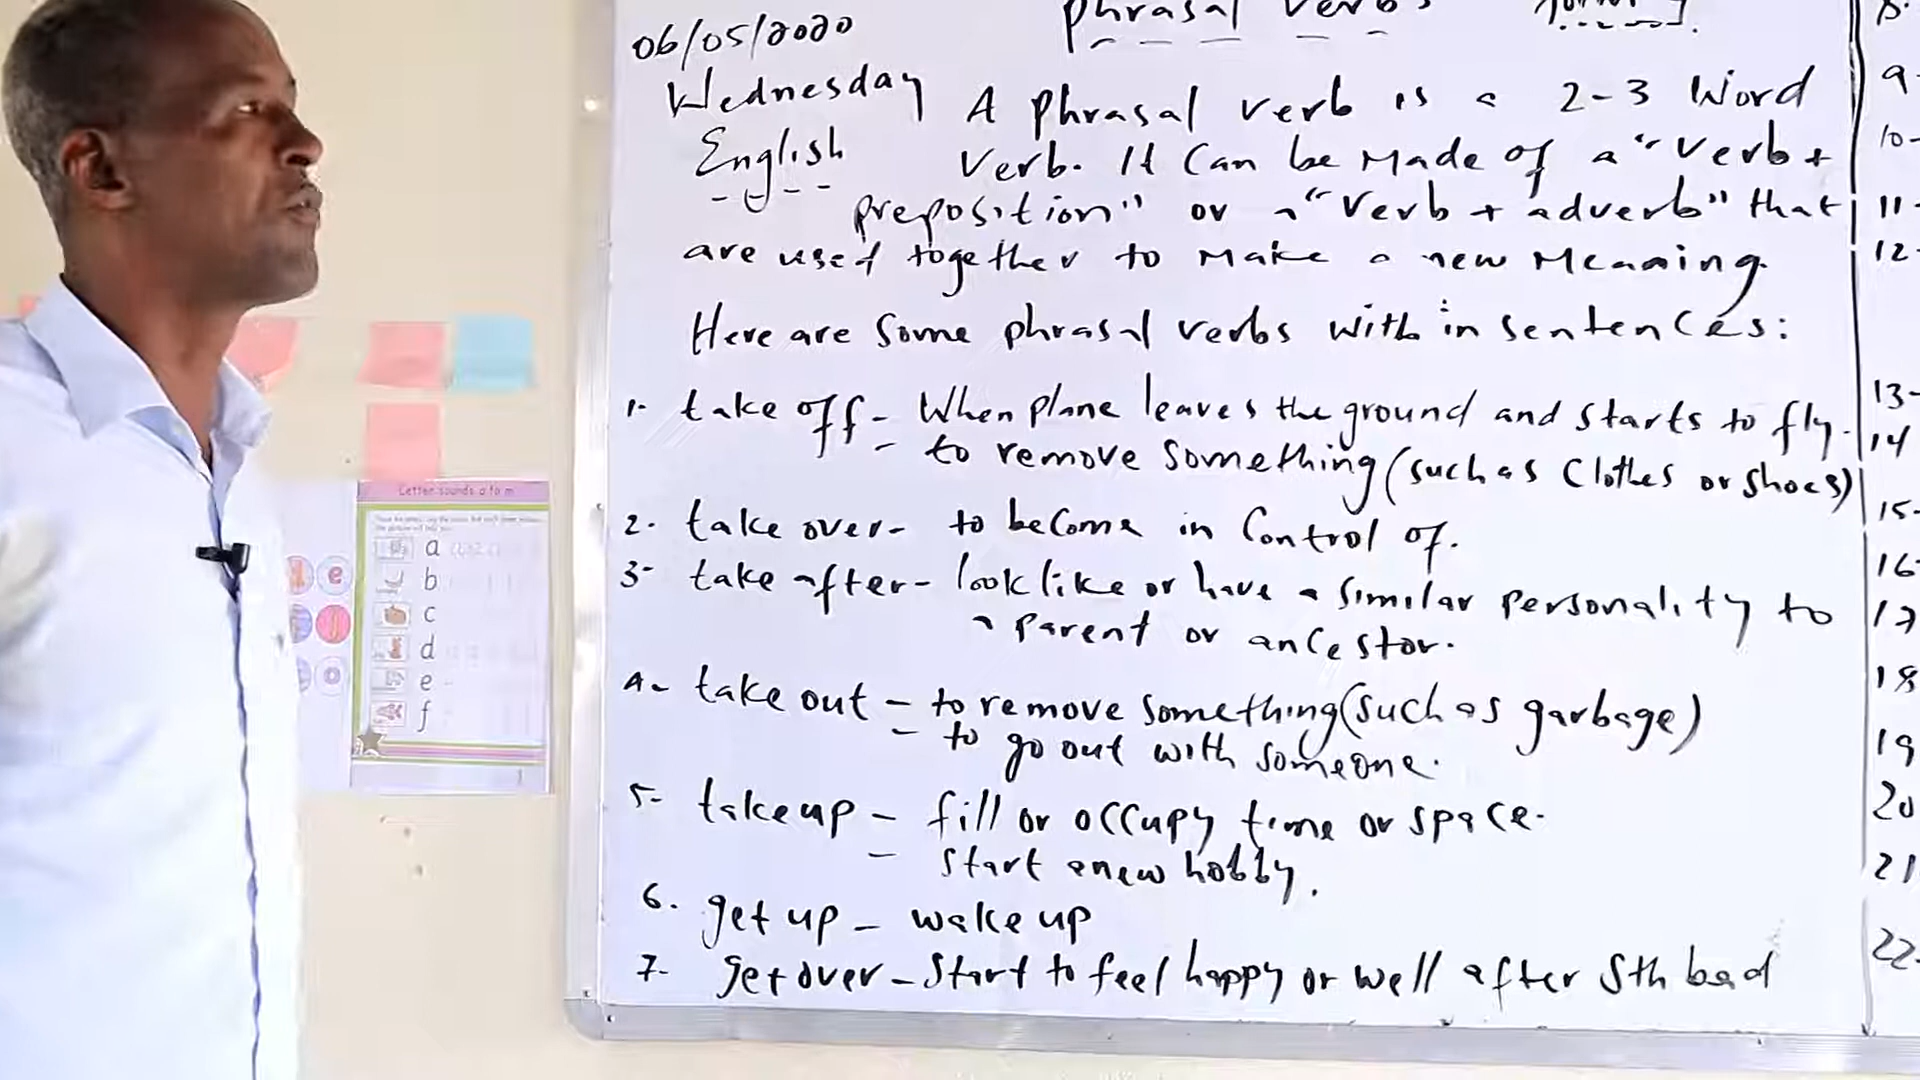 06/05/2020
phrasal verbs
Wednesday
English
A phrasal verb is a 2-3 word
verb. It can be made of a "verb +
preposition" or a "verb + adverb" that
are used together to make a new meaning.
Here are some phrasal verbs with in sentences:
1- take off - When plane leaves the ground and starts to fly.
- to remove something (such as clothes or shoes)
2. take over - to become in control of.
3- take after - look like or have a similar personality to
a parent or ancestor.
4- take out - to remove something (such as garbage)
- to go out with someone.
5- take up - fill or occupy time or space.
- start a new hobby.
6. get up - wake up
7- get over - start to feel happy or well after sth bad
9-
10-
11-
12-
13-
14
15-
16-
17
18
19
20
21
22-
Letter sounds a to m
a
b
c
d
e
f
e
o
1